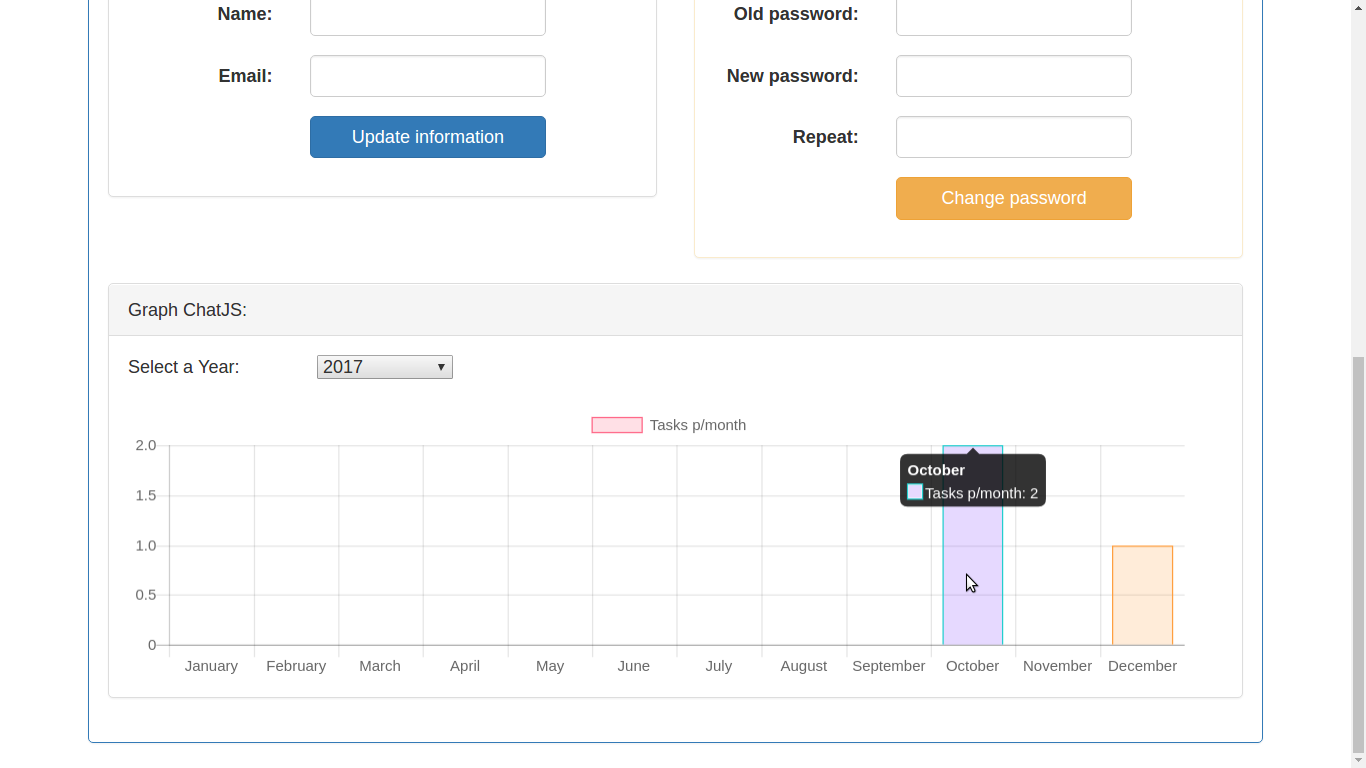 Name:
Email:
Update information
Old password:
New password:
Repeat:
Change password
Graph ChatJS:
Select a Year: 2017
Tasks p/month
2.0
1.5
1.0
0.5
0
October
Tasks p/month: 2
January February March April May June July August September October November December